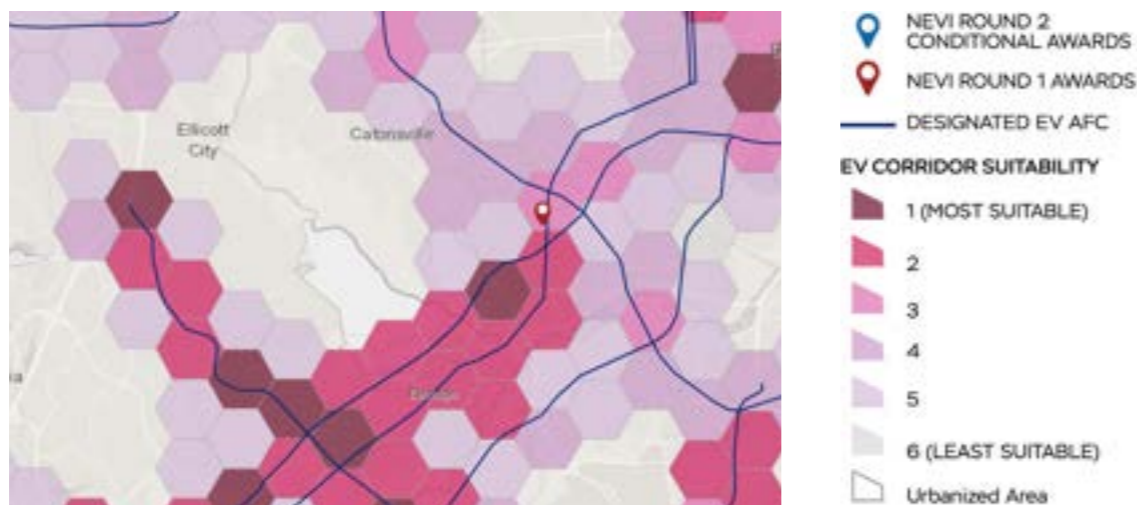 Ellicott
City
Catonsville
NEVI ROUND 2
CONDITIONAL AWARDS
NEVI ROUND 1 AWARDS
DESIGNATED EV AFC
EV CORRIDOR SUITABILITY
1 (MOST SUITABLE)
2
3
4
5
6 (LEAST SUITABLE)
Urbanized Area